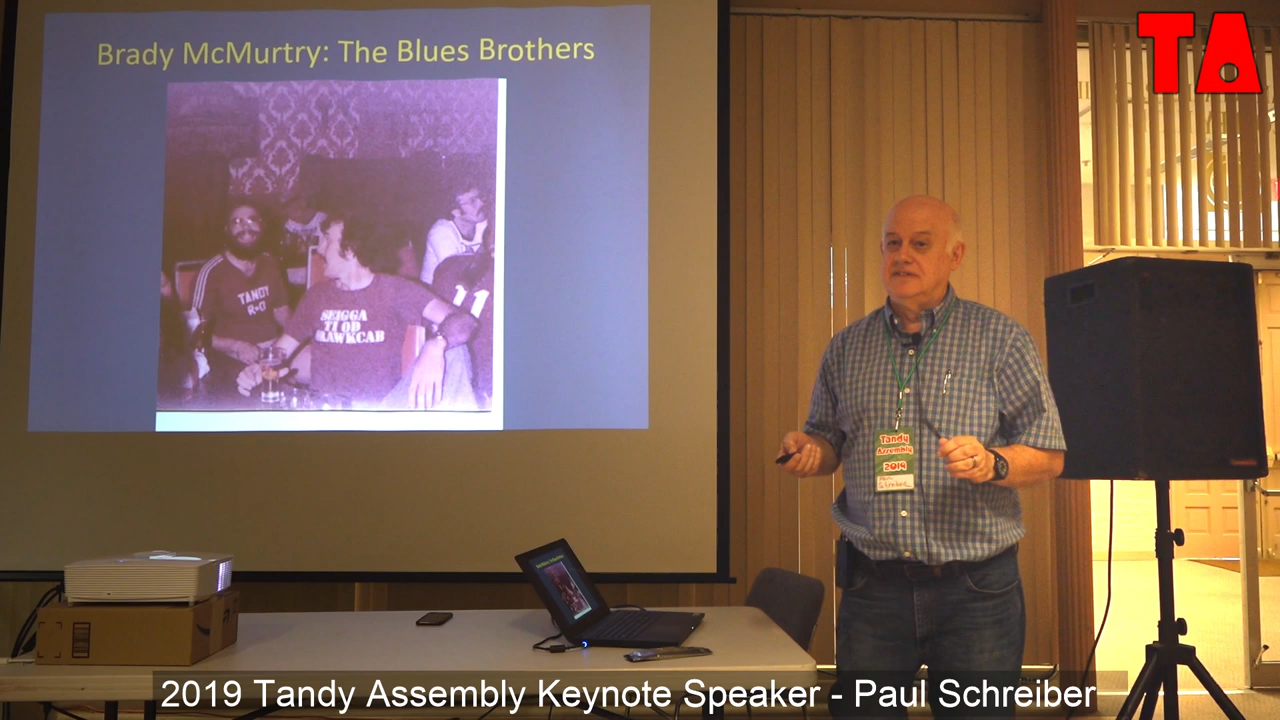 Brady McMurtry: The Blues Brothers
TA
TANDY
R+D
SEIGGA
TI OD
11
Tandy
Assembly
2019
Schreiber
2019 Tandy Assembly Keynote Speaker - Paul Schreiber